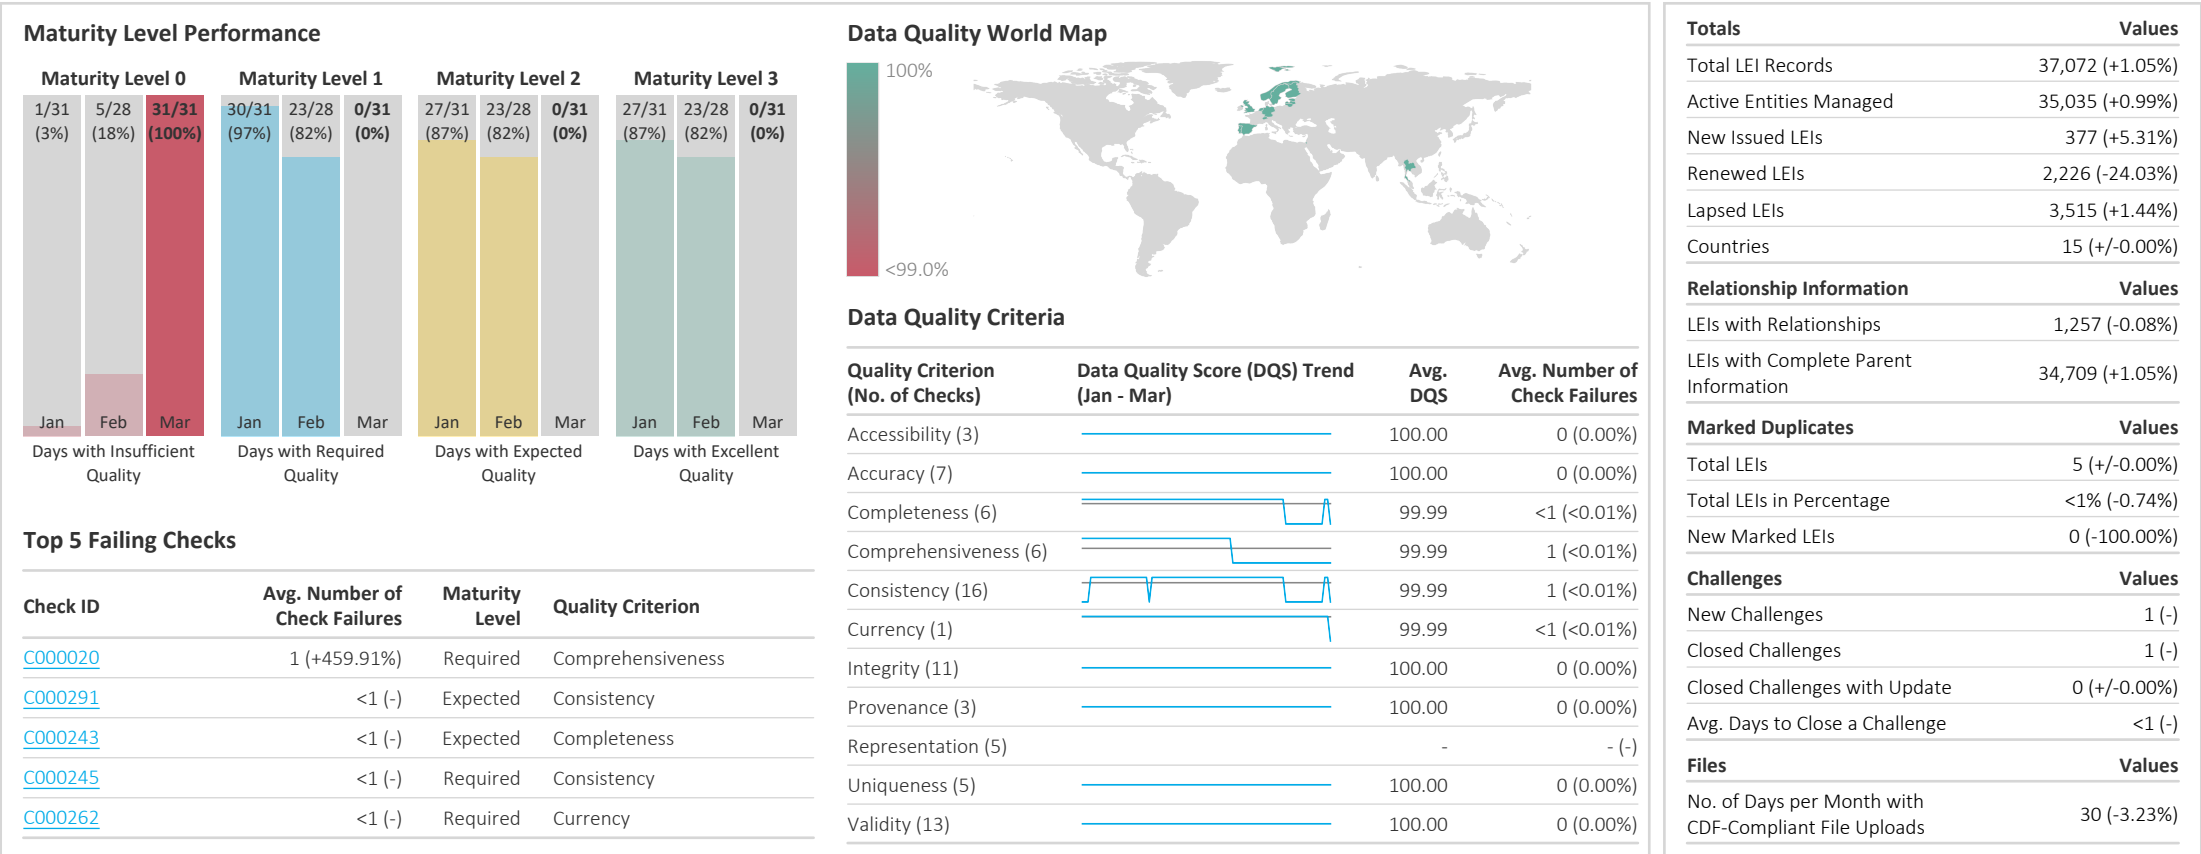 Maturity Level Performance
Maturity Level 0
1/31 5/28 31/31
(3%) (18%) (100%)
Jan Feb Mar
Days with Insufficient
Quality
Maturity Level 1
30/31 23/28 0/31
(97%) (82%) (0%)
Jan Feb Mar
Days with Required
Quality
Maturity Level 2
27/31 23/28 0/31
(87%) (82%) (0%)
Jan Feb Mar
Days with Expected
Quality
Maturity Level 3
27/31 23/28 0/31
(87%) (82%) (0%)
Jan Feb Mar
Days with Excellent
Quality
Top 5 Failing Checks
Check ID Avg. Number of Check Failures Maturity Level Quality Criterion
C000020 1 (+459.91%) Required Comprehensiveness
C000291 <1 (-) Expected Consistency
C000243 <1 (-) Expected Completeness
C000245 <1 (-) Required Consistency
C000262 <1 (-) Required Currency
Data Quality World Map
100%
<99.0%
Data Quality Criteria
Quality Criterion Data Quality Score (DQS) Trend Avg. Avg. Number of
(No. of Checks) (Jan - Mar) DQS Check Failures
Accessibility (3) 100.00 0 (0.00%)
Accuracy (7) 100.00 0 (0.00%)
Completeness (6) 99.99 <1 (<0.01%)
Comprehensiveness (6) 99.99 1 (<0.01%)
Consistency (16) 99.99 1 (<0.01%)
Currency (1) 99.99 <1 (<0.01%)
Integrity (11) 100.00 0 (0.00%)
Provenance (3) 100.00 0 (0.00%)
Representation (5) - - (-)
Uniqueness (5) 100.00 0 (0.00%)
Validity (13) 100.00 0 (0.00%)
Totals Values
Total LEI Records 37,072 (+1.05%)
Active Entities Managed 35,035 (+0.99%)
New Issued LEIs 377 (+5.31%)
Renewed LEIs 2,226 (-24.03%)
Lapsed LEIs 3,515 (+1.44%)
Countries 15 (+/-0.00%)
Relationship Information Values
LEIs with Relationships 1,257 (-0.08%)
LEIs with Complete Parent
Information 34,709 (+1.05%)
Marked Duplicates Values
Total LEIs 5 (+/-0.00%)
Total LEIs in Percentage <1% (-0.74%)
New Marked LEIs 0 (-100.00%)
Challenges Values
New Challenges 1 (-)
Closed Challenges 1 (-)
Closed Challenges with Update 0 (+/-0.00%)
Avg. Days to Close a Challenge <1 (-)
Files Values
No. of Days per Month with
CDF-Compliant File Uploads 30 (-3.23%)